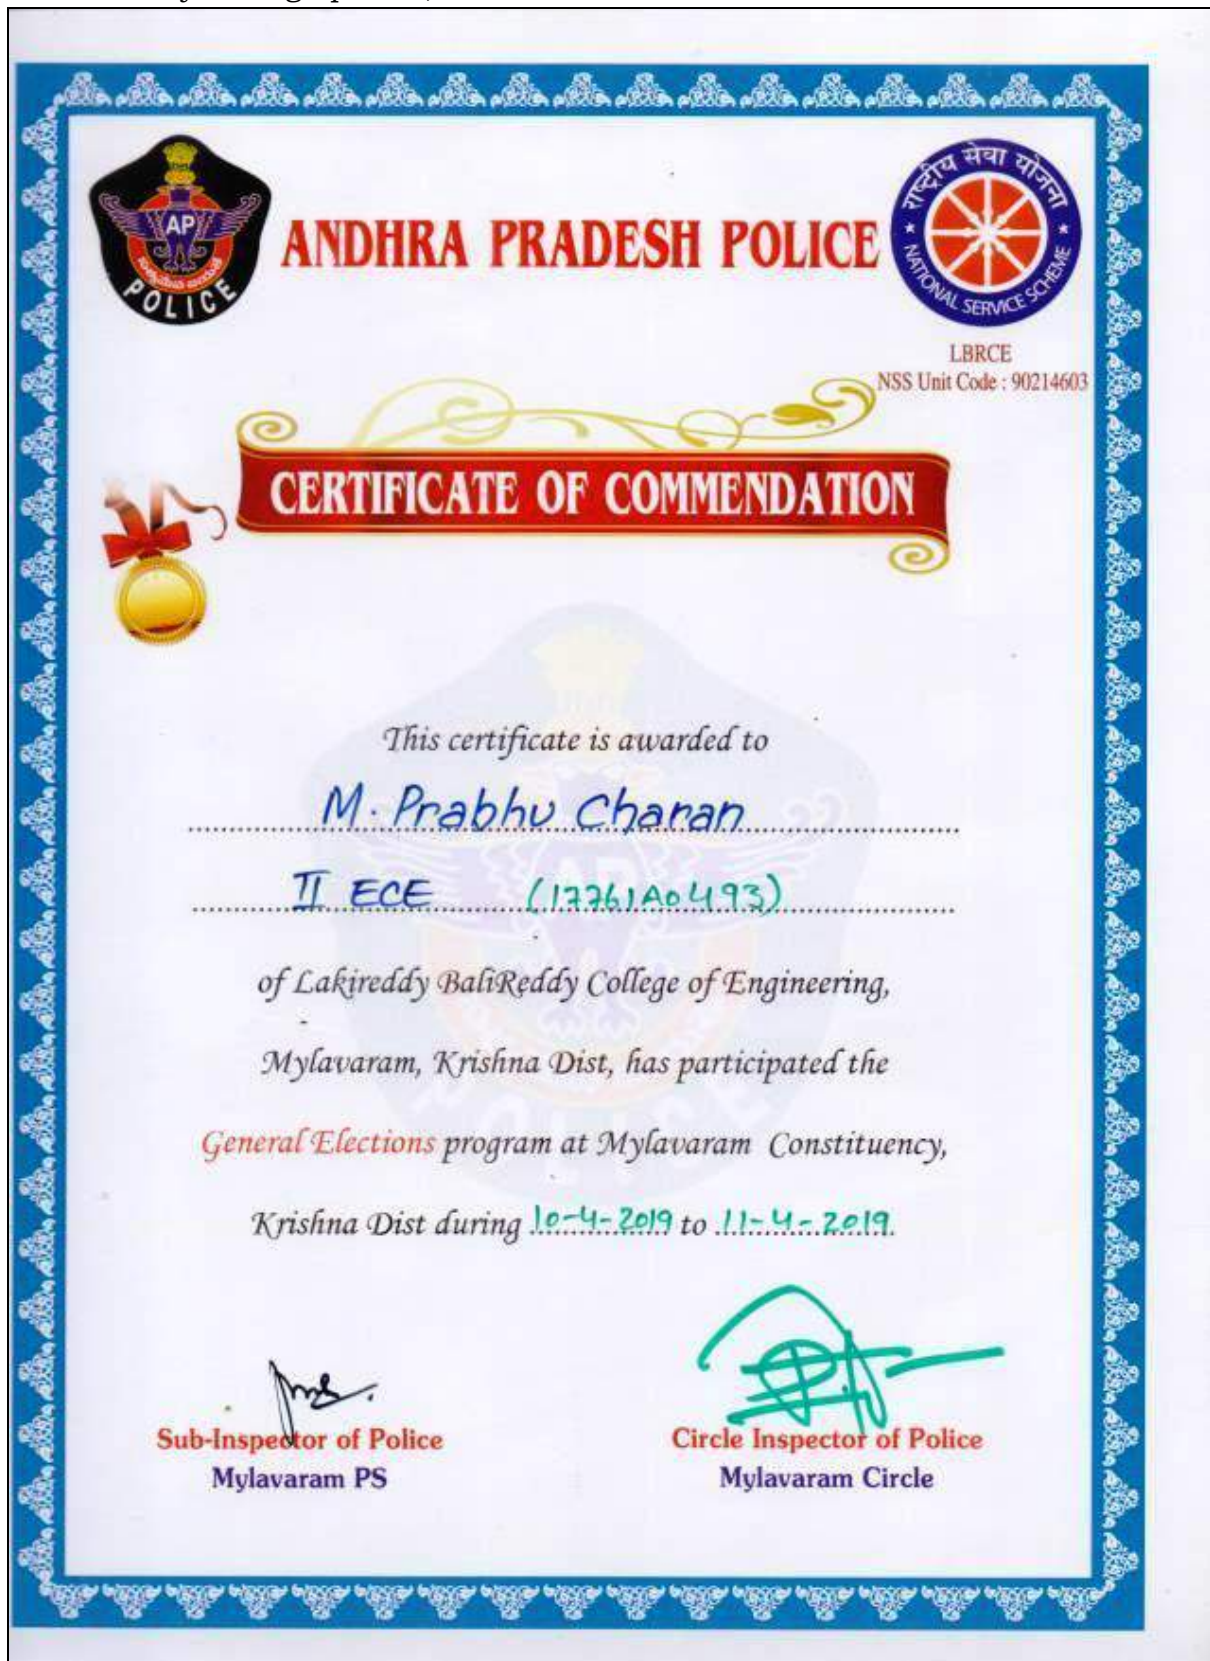 AP
POLICE
ANDHRA PRADESH POLICE
राष्ट्रीय सेवा योजना
NATIONAL SERVICE SCHEME
LBRCE
NSS Unit Code : 90214603
CERTIFICATE OF COMMENDATION
This certificate is awarded to
M. Prabhu Charan
II ECE (17761A0493)
of Lakireddy BaliReddy College of Engineering,
Mylavaram, Krishna Dist, has participated the
General Elections program at Mylavaram Constituency,
Krishna Dist during 10-4-2019 to 11-4-2019
Sub-Inspector of Police
Mylavaram PS
Circle Inspector of Police
Mylavaram Circle